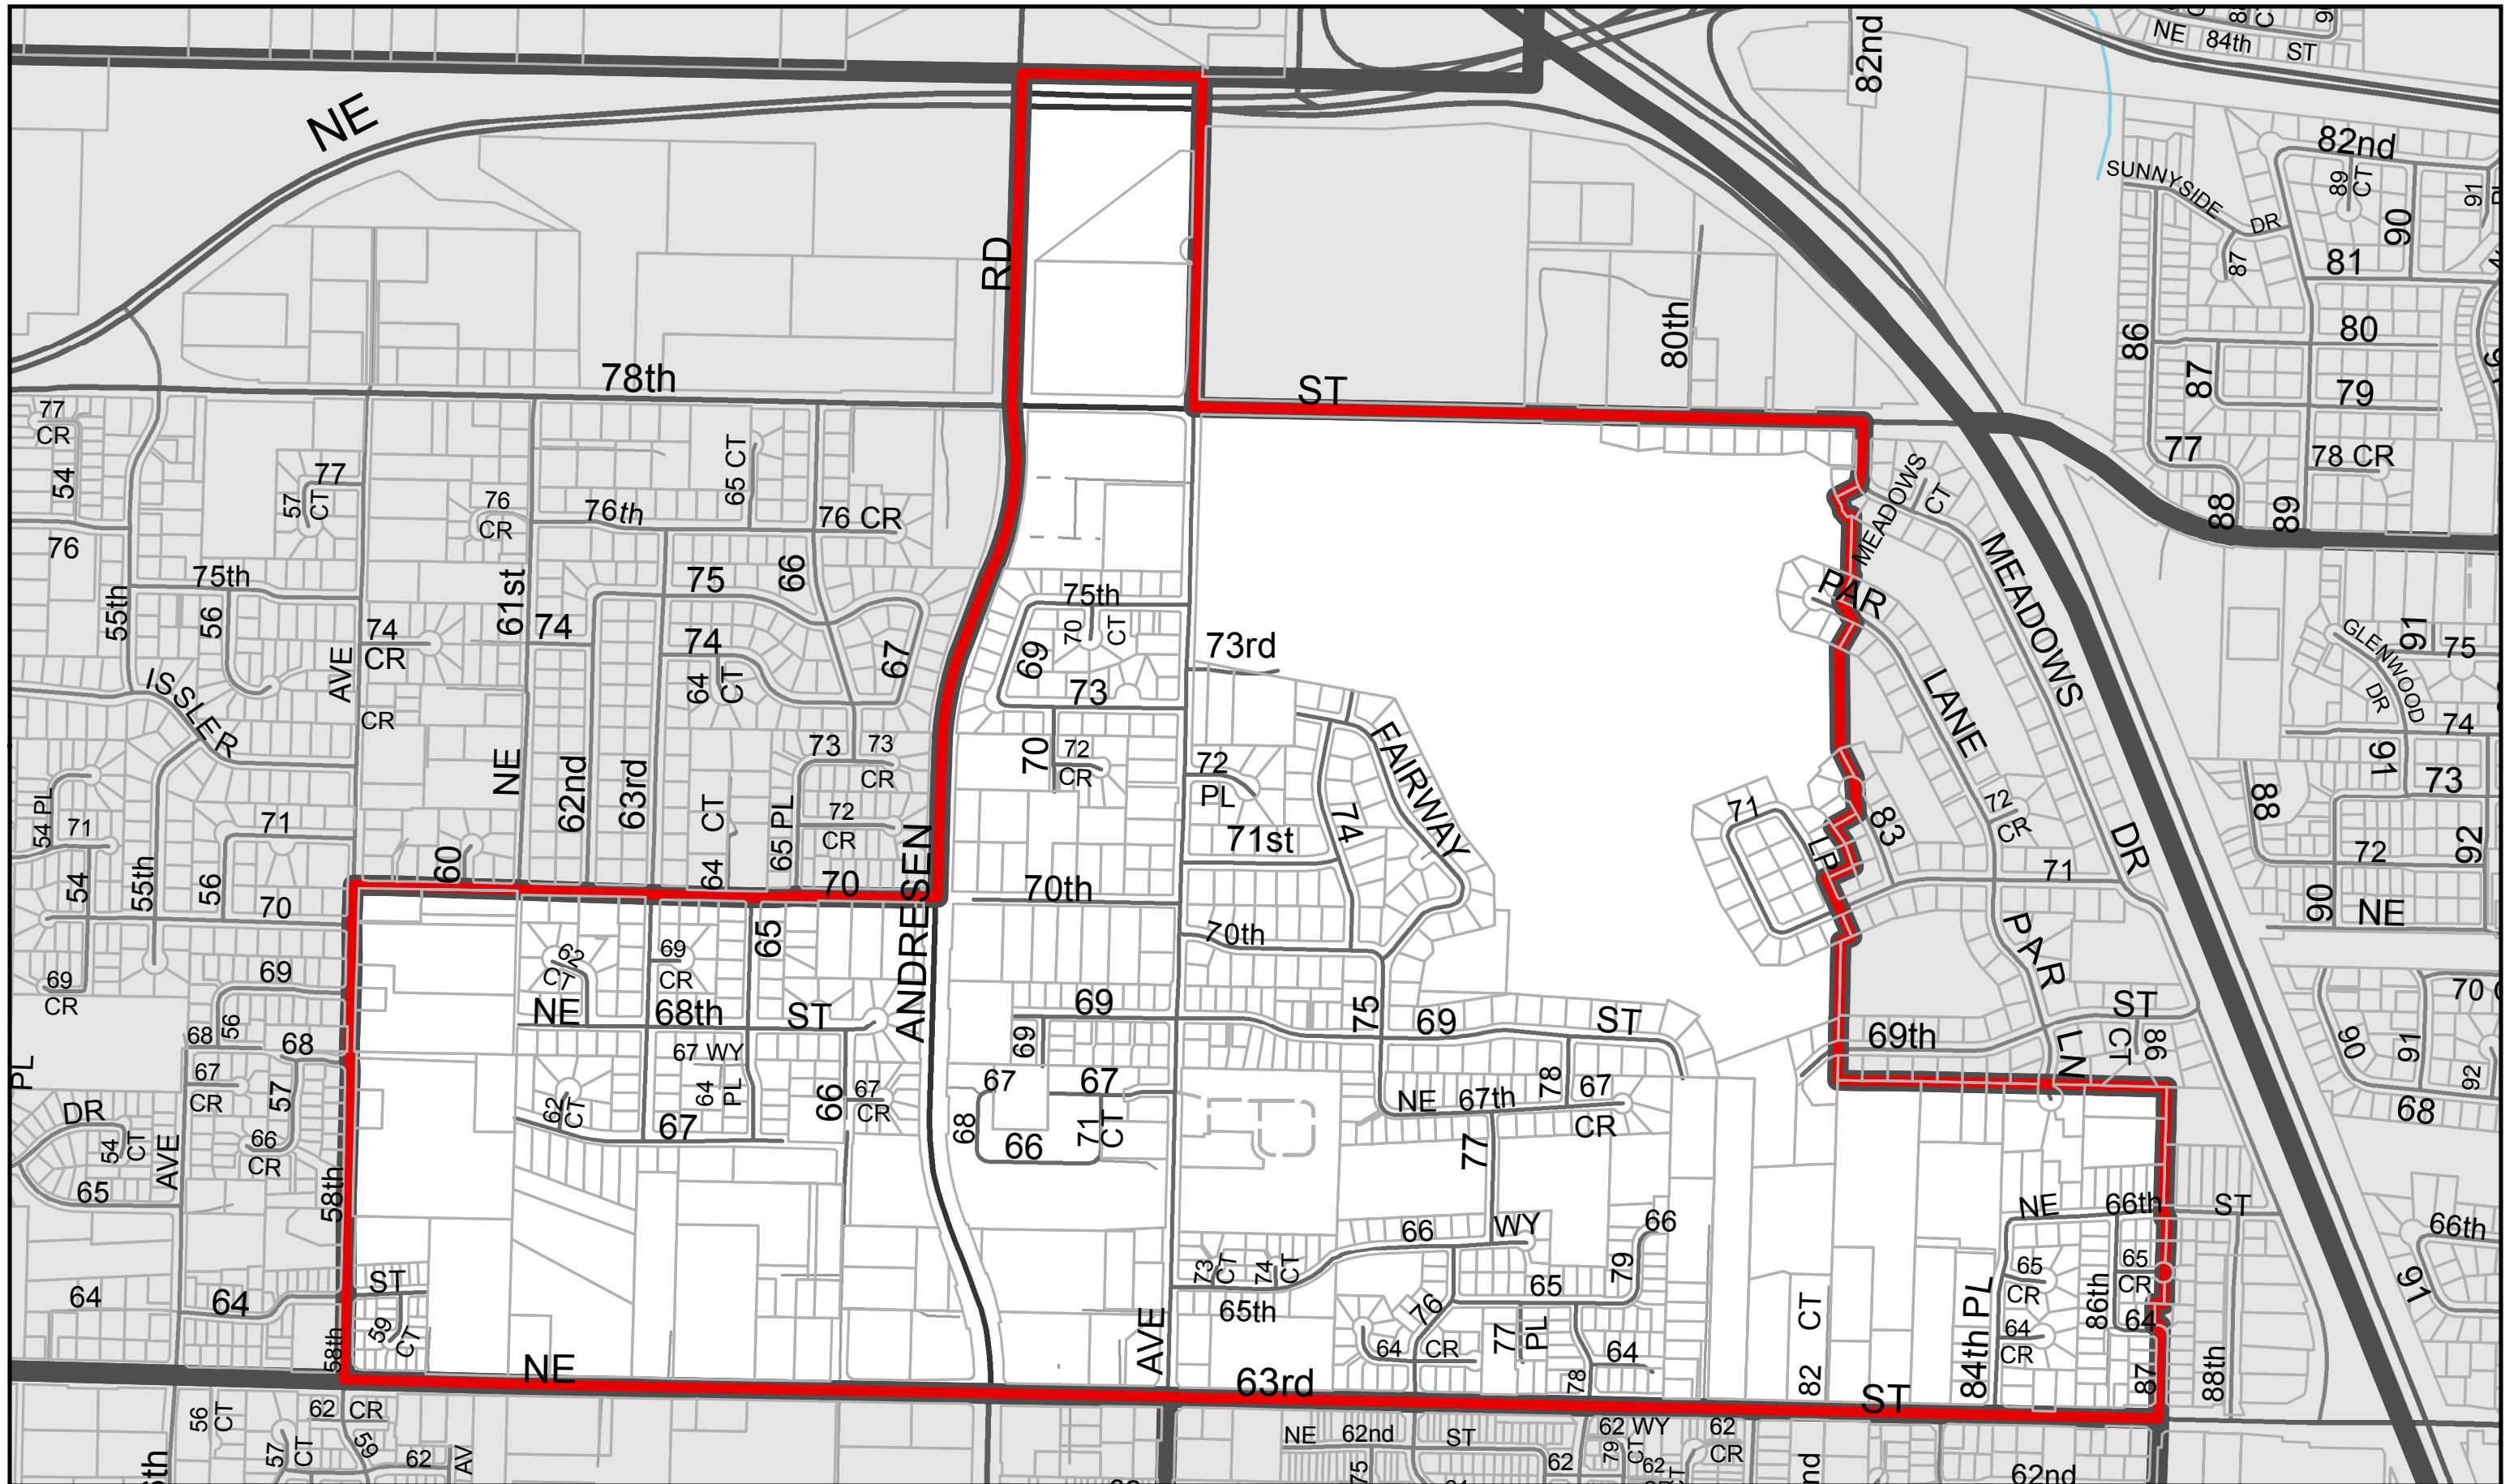 NE
RD
78th
ST
80th
82nd
NE
84th
ST
82nd
SUNNYSIDE
DR
89
CT
90
91
87
81
80
79
86
87
77
78 CR
88
89
77
CR
54
76
57
CT
77
76
CR
61st
76th
65 CT
76 CR
66
75th
55th
56
74
CR
AVE
CR
74
75
74
64
CT
67
ISSLER
NE
62nd
63rd
73
73
CR
72
CR
64 CT
65 PL
70
60
54 PL
71
54
55th
56
71
70
69
CR
69
68
56
68
67
CR
57
66
CR
PL
DR
54
CT
AVE
65
64
64
58th
58th
75th
70
CT
69
73
70
72
CR
70th
ANDRESEN
ANDRESEN
73rd
72
PL
71st
74
FAIRWAY
70th
75
69
69
ST
69
62
CT
NE
68th
ST
69
CR
65
67 WY
64
PL
62
CT
67
66
67
CR
67
67
68
66
71
CT
NE
67th
78
67
CR
77
66
WY
66
79
65
73
CT
74
CT
65th
76
77
PL
64
CR
78
64
ST
59
CT
NE
AVE
63rd
ST
MEADOWS
CT
MEADOWS
DR
PAR
LANE
71
LP
83
72
CR
71
PAR
LN
69th
ST
CT
86
82
CT
84th PL
NE
66th
ST
65
CR
64
CR
65
CR
64
86th
87
88th
GLENWOOD
DR
91
75
74
91
73
88
72
92
90
NE
70
90
91
92
68
66th
91
56
CT
57
CT
62
CR
59
62
AV
NE
62nd
ST
75
62
79
CT
62 WY
62
62
CR
62nd